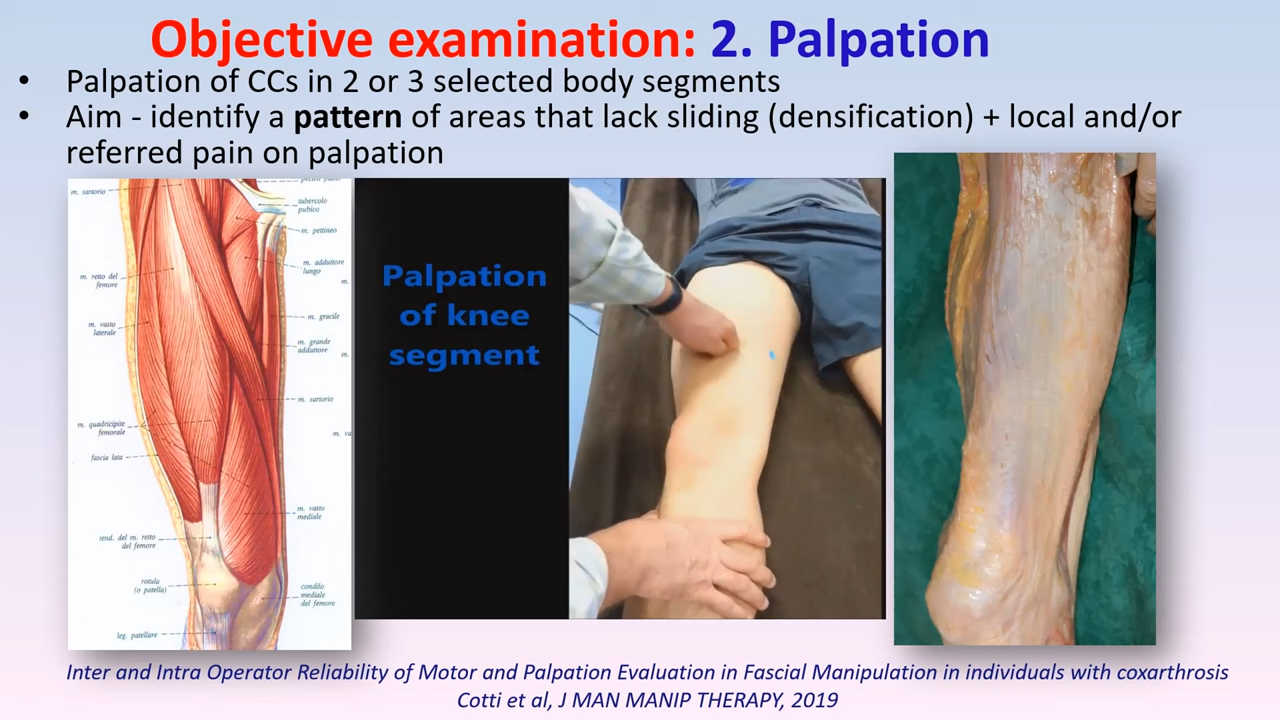 Objective examination: 2. Palpation
• Palpation of CCs in 2 or 3 selected body segments
• Aim - identify a pattern of areas that lack sliding (densification) + local and/or
referred pain on palpation
m. sartorio
tubercolo
pubico
m. pettineo
m. adduttore
lungo
m.
m. retto del
femore
m. gracile
m. vasto
laterale
m. grande
adduttore
m.
m. sartorio
m. quadricipite
femorale
m. va
fascia lata
m. vasto
mediale
tend. del m. retto
del femore
rotula
(o patella)
condilo
mediale
del femore
leg. patellare
Palpation
of knee
segment
Inter and Intra Operator Reliability of Motor and Palpation Evaluation in Fascial Manipulation in individuals with coxarthrosis
Cotti et al, J MAN MANIP THERAPY, 2019